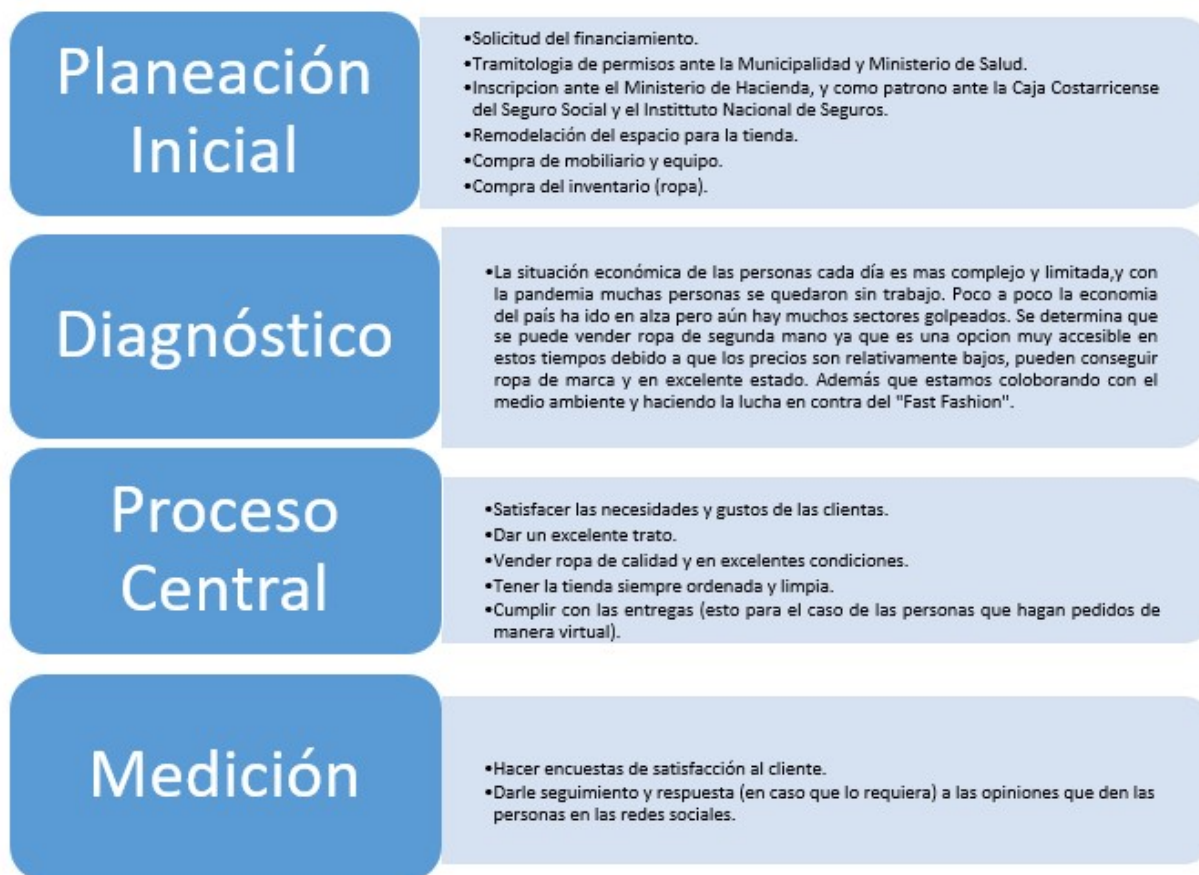 Planeación
Inicial
•Solicitud del financiamiento.
•Tramitologia de permisos ante la Municipalidad y Ministerio de Salud.
•Inscripcion ante el Ministerio de Hacienda, y como patrono ante la Caja Costarricense
del Seguro Social y el Instituto Nacional de Seguros.
•Remodelación del espacio para la tienda.
•Compra de mobiliario y equipo.
•Compra del inventario (ropa).
Diagnóstico
•La situación económica de las personas cada día es mas complejo y limitada,y con
la pandemia muchas personas se quedaron sin trabajo. Poco a poco la economia
del país ha ido en alza pero aún hay muchos sectores golpeados. Se determina que
se puede vender ropa de segunda mano ya que es una opcion muy accesible en
estos tiempos debido a que los precios son relativamente bajos, pueden conseguir
ropa de marca y en excelente estado. Además que estamos coloborando con el
medio ambiente y haciendo la lucha en contra del "Fast Fashion".
Proceso
Central
•Satisfacer las necesidades y gustos de las clientas.
•Dar un excelente trato.
•Vender ropa de calidad y en excelentes condiciones.
•Tener la tienda siempre ordenada y limpia.
•Cumplir con las entregas (esto para el caso de las personas que hagan pedidos de
manera virtual).
Medición
•Hacer encuestas de satisfacción al cliente.
•Darle seguimiento y respuesta (en caso que lo requiera) a las opiniones que den las
personas en las redes sociales.